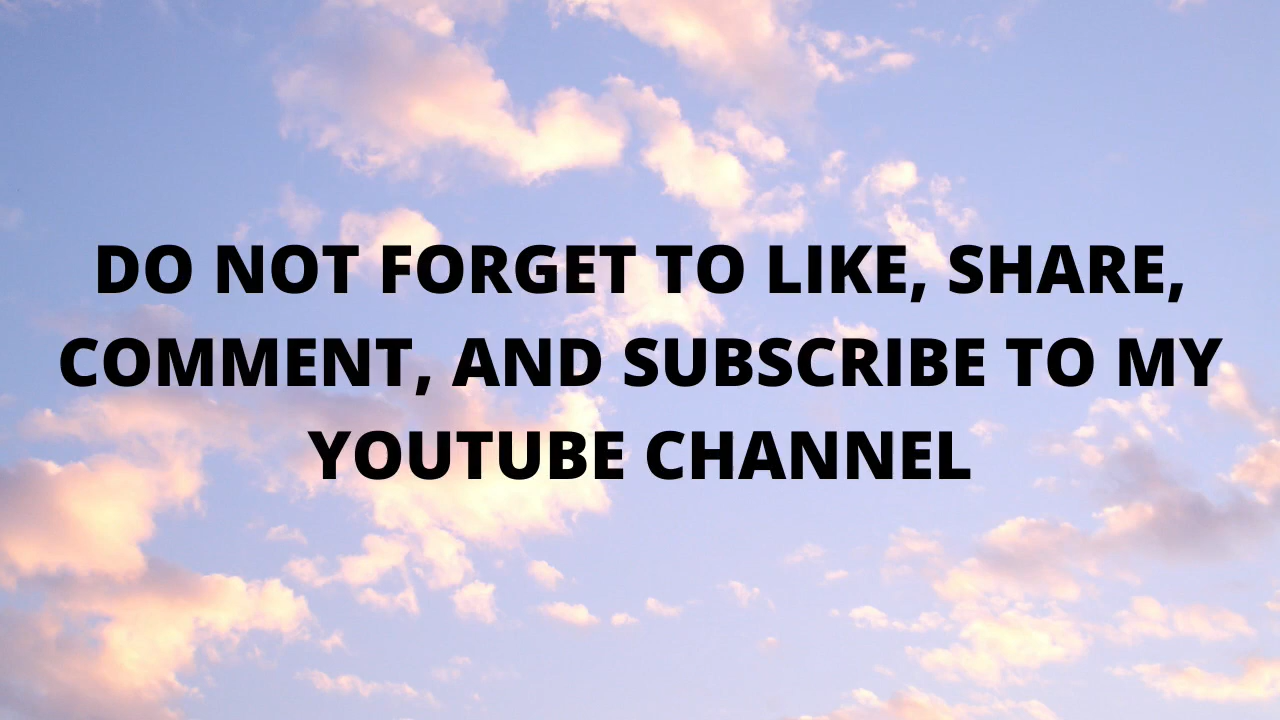 DO NOT FORGET TO LIKE, SHARE,
COMMENT, AND SUBSCRIBE TO MY
YOUTUBE CHANNEL